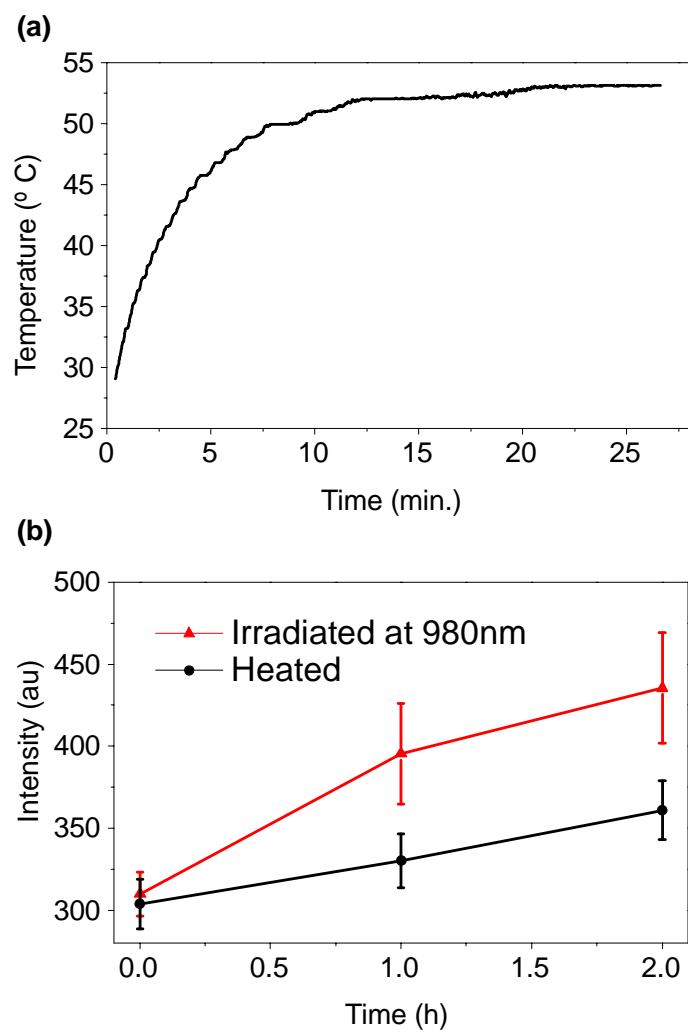 (a)
55
50
45
40
35
30
25
Temperature (º C)
0 5 10 15 20 25
Time (min.)
(b)
500
450
400
350
300
Intensity (au)
Irradiated at 980nm
Heated
0.0 0.5 1.0 1.5 2.0
Time (h)